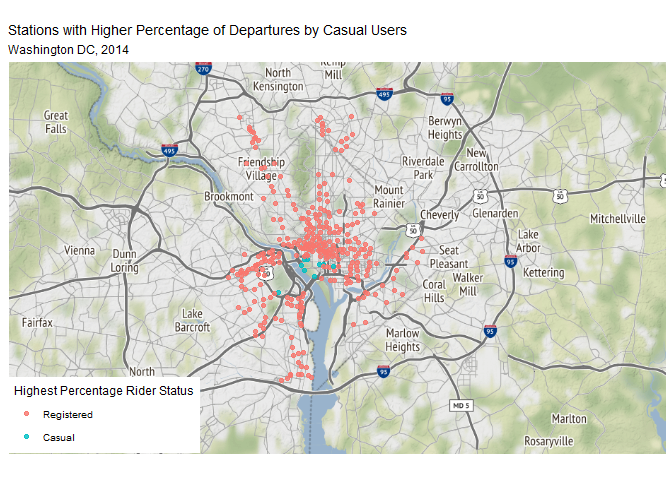 Stations with Higher Percentage of Departures by Casual Users
Washington DC, 2014
270
North
Kensington
Kemp
Mill
495
95
Great
Falls
Berwyn
Heights
495
Friendship
Village
Riverdale
Park
New
Carrollton
Brookmont
Mount
Rainier
50
50
Cheverly
Glenarden
Mitchellville
50
Vienna
Dunn
Loring
Seat
Pleasant
Lake
Arbor
95
Kettering
50
Coral
Hills
Walker
Mill
Fairfax
Lake
Barcroft
Marlow
Heights
95
North
95
MD 5
Marlton
Rosaryville
Highest Percentage Rider Status
Registered
Casual